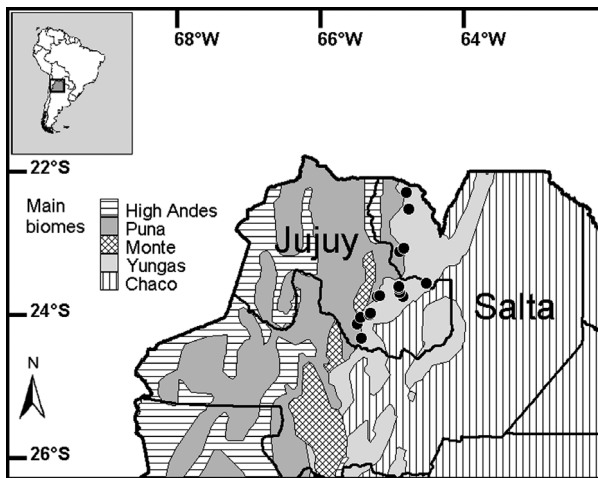 68°W 66°W 64°W
22°S
Main
biomes
High Andes
Puna
Monte
Yungas
Chaco
Jujuy
Salta
24°S
N
26°S